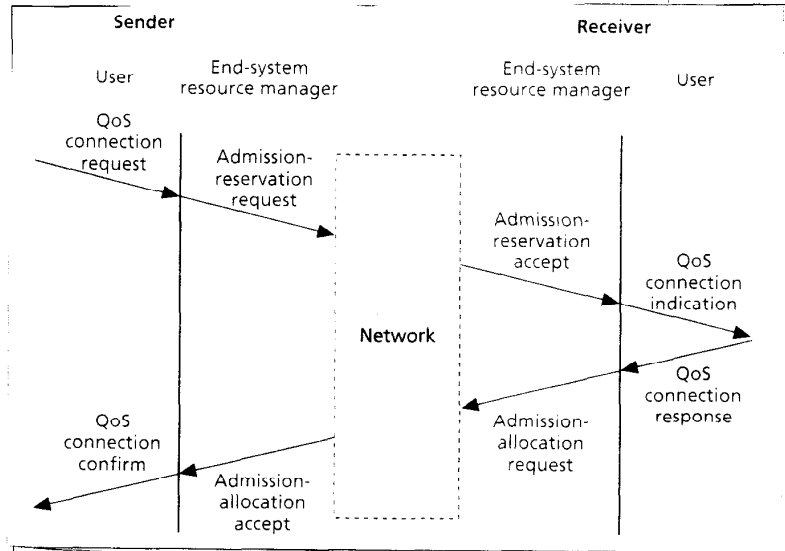 Sender
Receiver
User
End-system
resource manager
End-system
resource manager
User
QoS
connection
request
Admission-
reservation
request
Admission-
reservation
accept
QoS
connection
indication
Network
QoS
connection
response
Admission-
allocation
request
QoS
connection
confirm
Admission-
allocation
accept